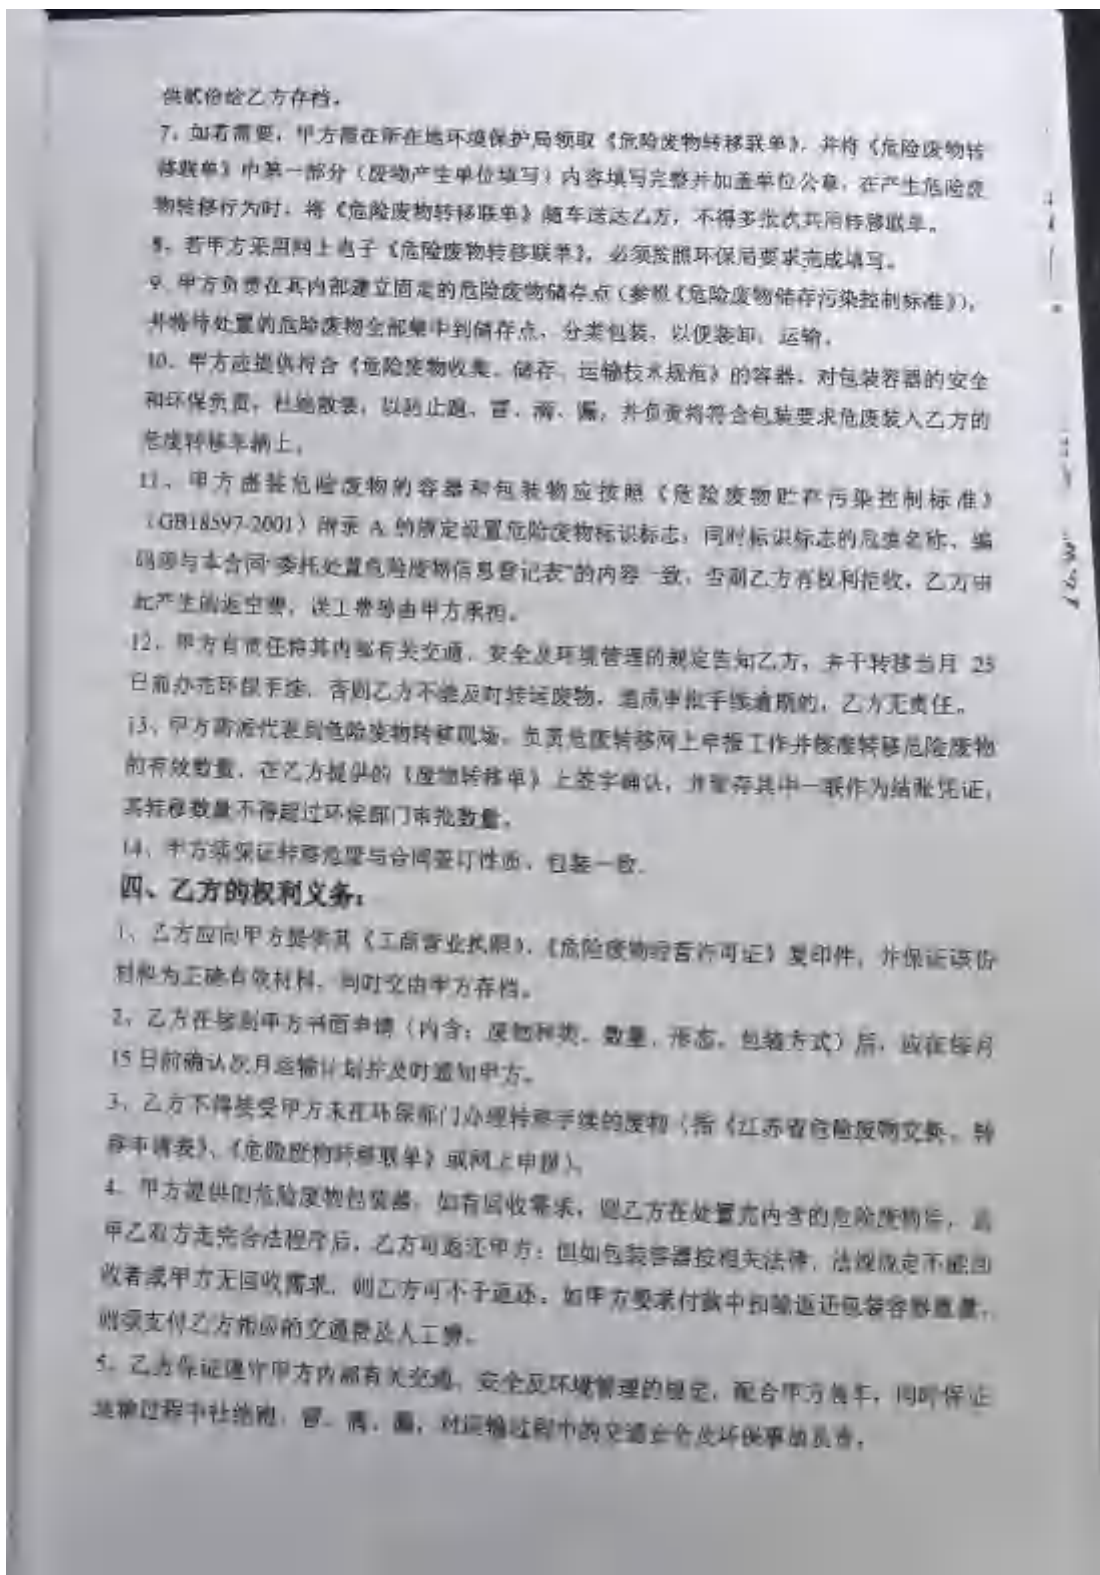 供贰份给乙方存档。
7、如若需要，甲方需在所在地环境保护局领取《危险废物转移联单》，并将《危险废物转
移联单》中第一部分（废物产生单位填写）内容填写完整并加盖单位公章，在产生危险废
物转移行为时，将《危险废物转移联单》随车送达乙方，不得多批次共用转移联单。
8、若甲方采用网上电子《危险废物转移联单》，必须按照环保局要求完成填写。
9、甲方负责在其内部建立固定的危险废物储存点（参照《危险废物储存污染控制标准》），
并将待处置的危险废物全部集中到储存点、分类包装，以便装卸、运输。
10、甲方应提供符合《危险废物收集、储存、运输技术规范》的容器，对包装容器的安全
和环保负责，杜绝散装，以防止跑、冒、滴、漏，并负责将符合包装要求危废装入乙方的
危废转移车辆上。
11、甲方盛装危险废物的容器和包装物应按照《危险废物贮存污染控制标准》
（GB18597-2001）附录 A 的规定设置危险废物标识标志，同时标识标志的危废名称、编
码须与本合同“委托处置危险废物信息登记表”的内容一致，否则乙方有权利拒收，乙方由
此产生的返空费、误工费等由甲方承担。
12、甲方有责任将其内部有关交通、安全及环境管理的规定告知乙方，并于转移当月 25
日前办完环保手续，否则乙方不能及时转运废物，造成审批手续逾期的，乙方无责任。
13、甲方需派代表到危险废物转移现场，负责危废转移网上申报工作并核准转移危险废物
的有效数量，在乙方提供的《废物转移单》上签字确认，并留存其中一联作为结账凭证，
其转移数量不得超过环保部门审批数量。
14、甲方须保证转移危废与合同签订性质、包装一致。
四、乙方的权利义务：
1、乙方应向甲方提供其《工商营业执照》、《危险废物经营许可证》复印件，并保证该份
材料为正确有效材料，同时交由甲方存档。
2、乙方在接到甲方书面申请（内含：废物种类、数量、形态、包装方式）后，应在每月
15 日前确认次月运输计划并及时通知甲方。
3、乙方不得接受甲方未在环保部门办理转移手续的废物（指《江苏省危险废物交换、转
移申请表》、《危险废物转移联单》或网上申报）。
4、甲方提供的危险废物包装器，如有回收需求，则乙方在处置完内含的危险废物后，
甲乙双方走完合法程序后，乙方可返还甲方；但如包装容器按相关法律、法规规定不能回
收者或甲方无回收需求，则乙方可不予返还。如甲方要求付款中扣除返还包装容器重量，
则须支付乙方相应的交通费及人工费。
5、乙方保证遵守甲方内部有关交通、安全及环境管理的规定，配合甲方装车，同时保证
运输过程中杜绝跑、冒、滴、漏，对运输过程中的交通安全及环保事故负责。